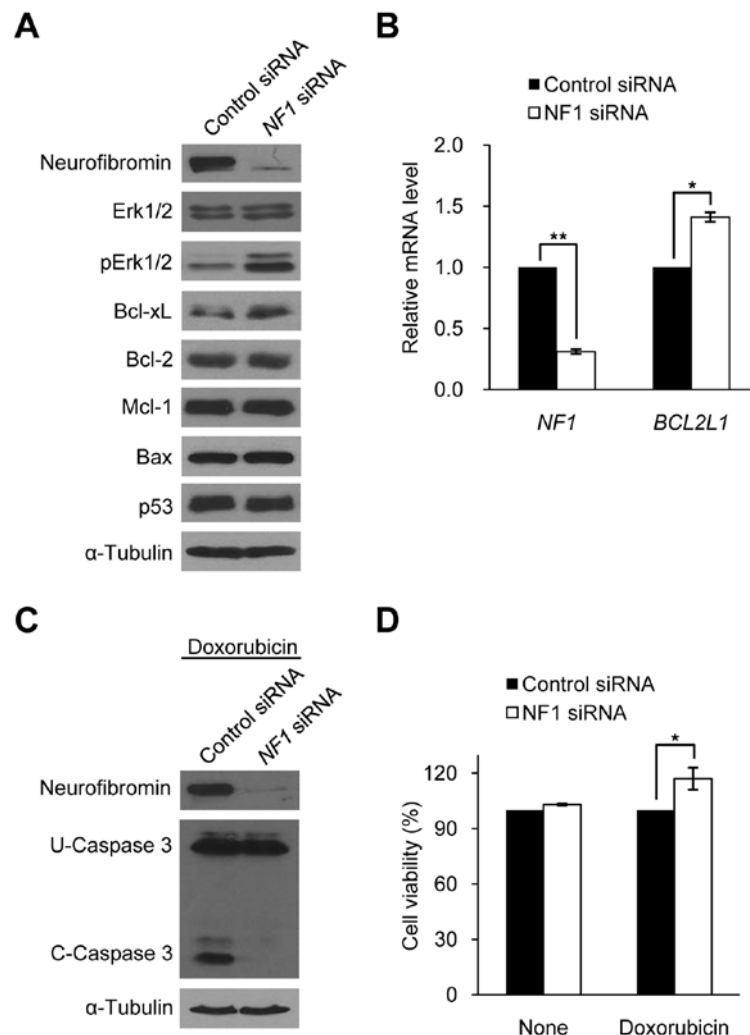 A
Control siRNA
NF1 siRNA
Neurofibromin
Erk1/2
pErk1/2
Bcl-xL
Bcl-2
Mcl-1
Bax
p53
α-Tubulin
B
Control siRNA
NF1 siRNA
Relative mRNA level
2.0
1.5
1.0
0.5
0.0
**
*
NF1
BCL2L1
C
Doxorubicin
Control siRNA
NF1 siRNA
Neurofibromin
U-Caspase 3
C-Caspase 3
α-Tubulin
D
Control siRNA
NF1 siRNA
Cell viability (%)
120
90
60
30
0
*
None
Doxorubicin